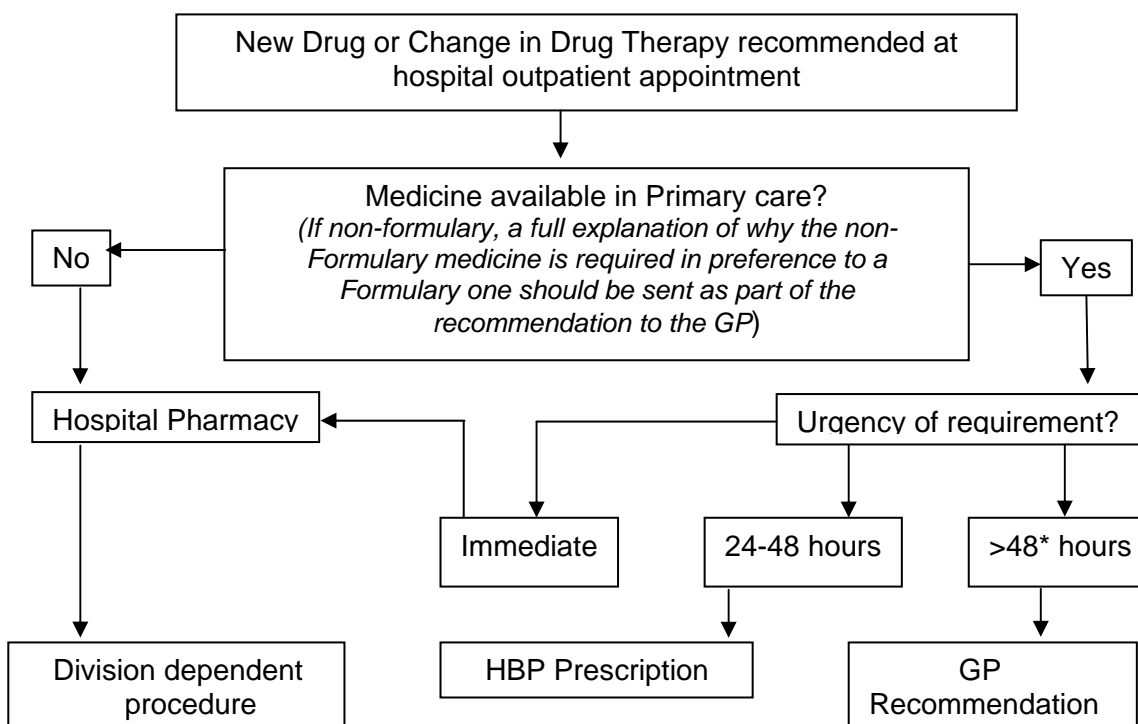 New Drug or Change in Drug Therapy recommended at
hospital outpatient appointment
Medicine available in Primary care?
(If non-formulary, a full explanation of why the non-
Formulary medicine is required in preference to a
Formulary one should be sent as part of the
recommendation to the GP)
No
Yes
Hospital Pharmacy
Urgency of requirement?
Immediate
24-48 hours
>48* hours
Division dependent
procedure
HBP Prescription
GP
Recommendation